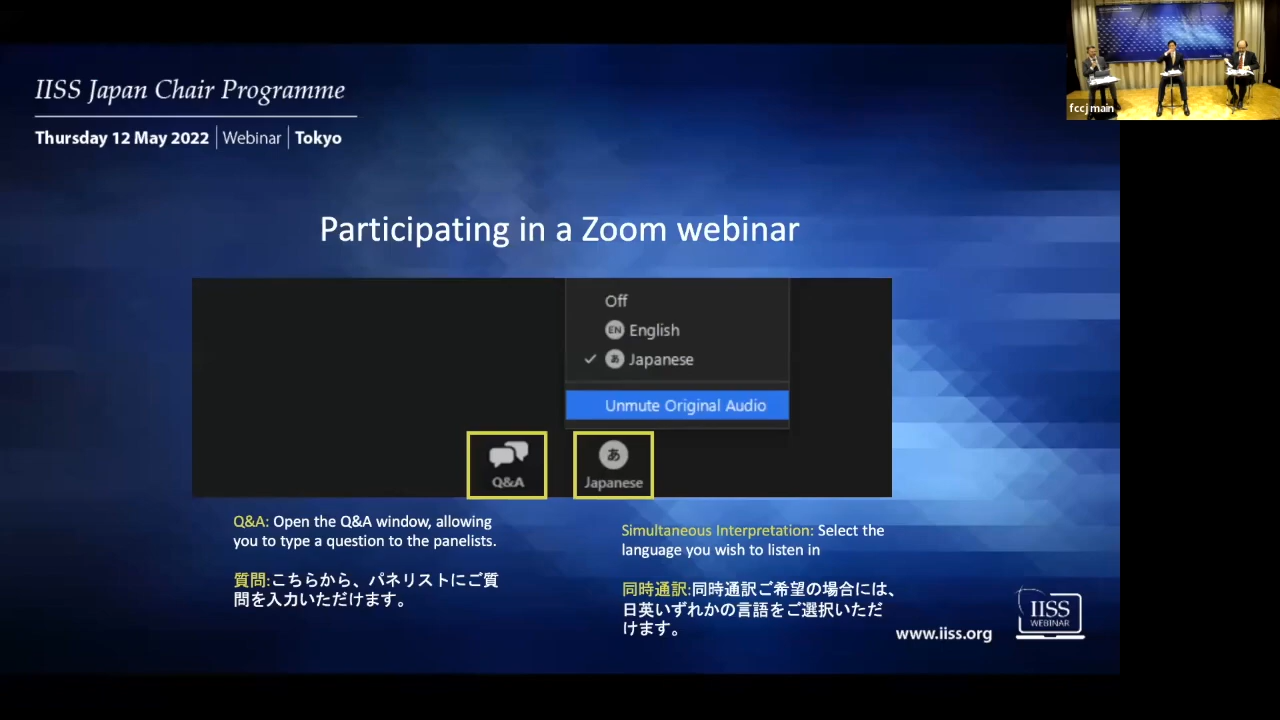 fccj main
IISS Japan Chair Programme
Thursday 12 May 2022 | Webinar | Tokyo
Participating in a Zoom webinar
Off
EN English
✓ あ Japanese
Unmute Original Audio
Q&A
あ
Japanese
Q&A: Open the Q&A window, allowing
you to type a question to the panelists.
質問:こちらから、パネリストにご質
問を入力いただけます。
Simultaneous Interpretation: Select the
language you wish to listen in
同時通訳:同時通訳ご希望の場合には、
日英いずれかの言語をご選択いただ
けます。
www.iiss.org
IISS
WEBINAR